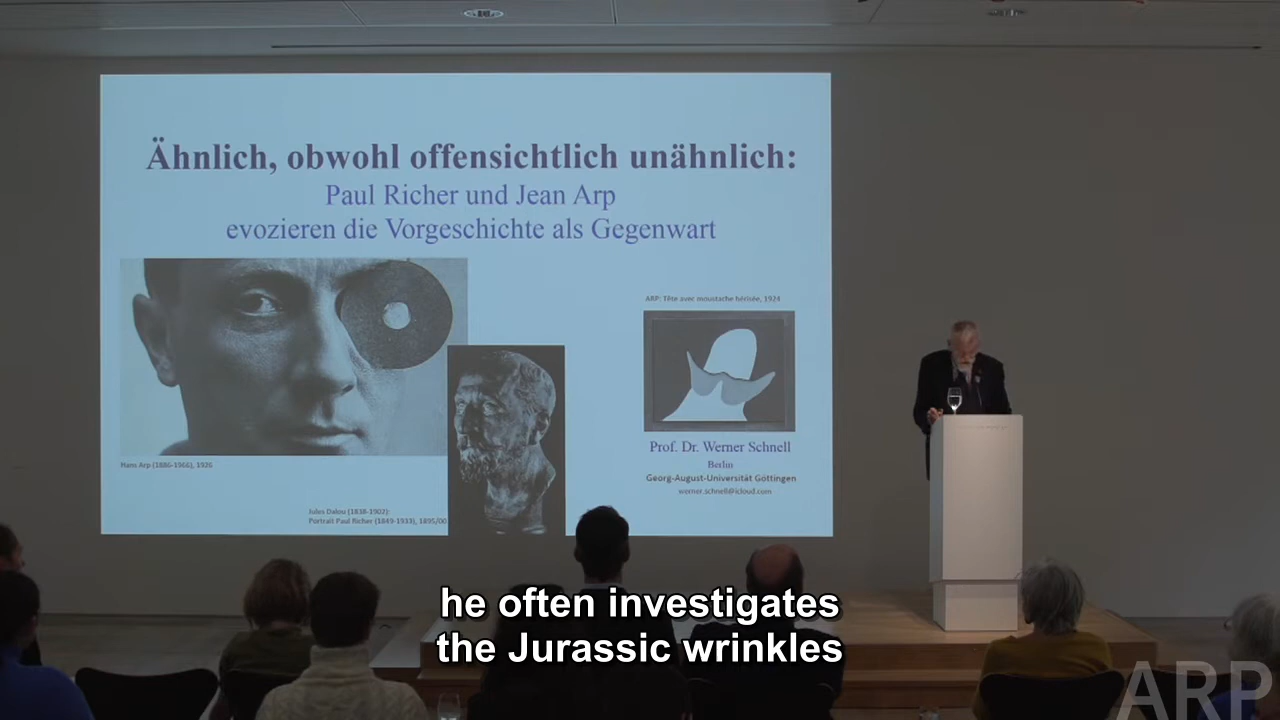 Ähnlich, obwohl offensichtlich unähnlich:
Paul Richer und Jean Arp
evozieren die Vorgeschichte als Gegenwart
ARP: Tête avec moustache hérisée, 1924
Prof. Dr. Werner Schnell
Berlin
Georg-August-Universität Göttingen
werner.schnell@icloud.com
Hans Arp (1886-1966), 1926
Jules Dalou (1838-1902):
Portrait Paul Richer (1849-1933), 1895/00
he often investigates
the Jurassic wrinkles
ARP